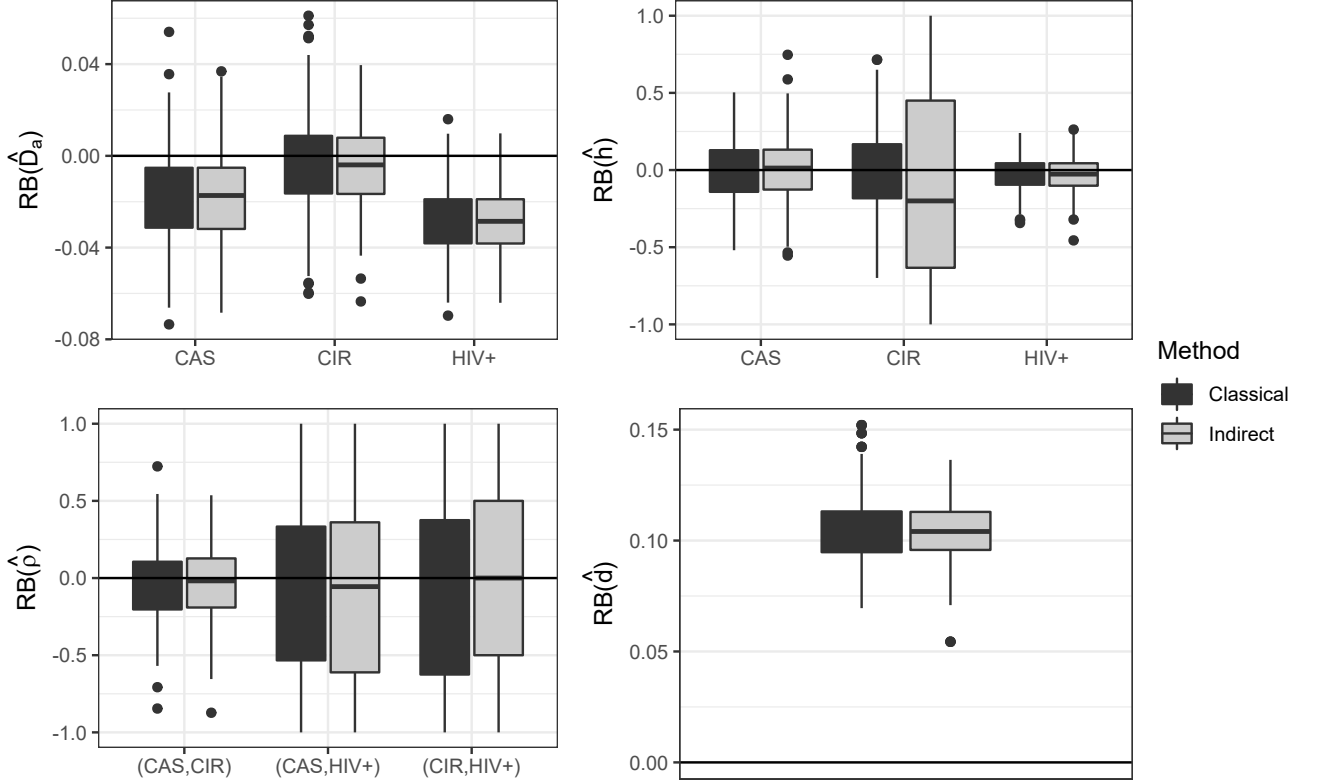 RB(D̂ₐ)
0.04
0.00
-0.04
-0.08
CAS CIR HIV+
RB(ĥ)
1.0
0.5
0.0
-0.5
-1.0
CAS CIR HIV+
RB(ρ̂)
1.0
0.5
0.0
-0.5
-1.0
(CAS,CIR) (CAS,HIV+) (CIR,HIV+)
RB(d̂)
0.15
0.10
0.05
0.00
Method
Classical
Indirect